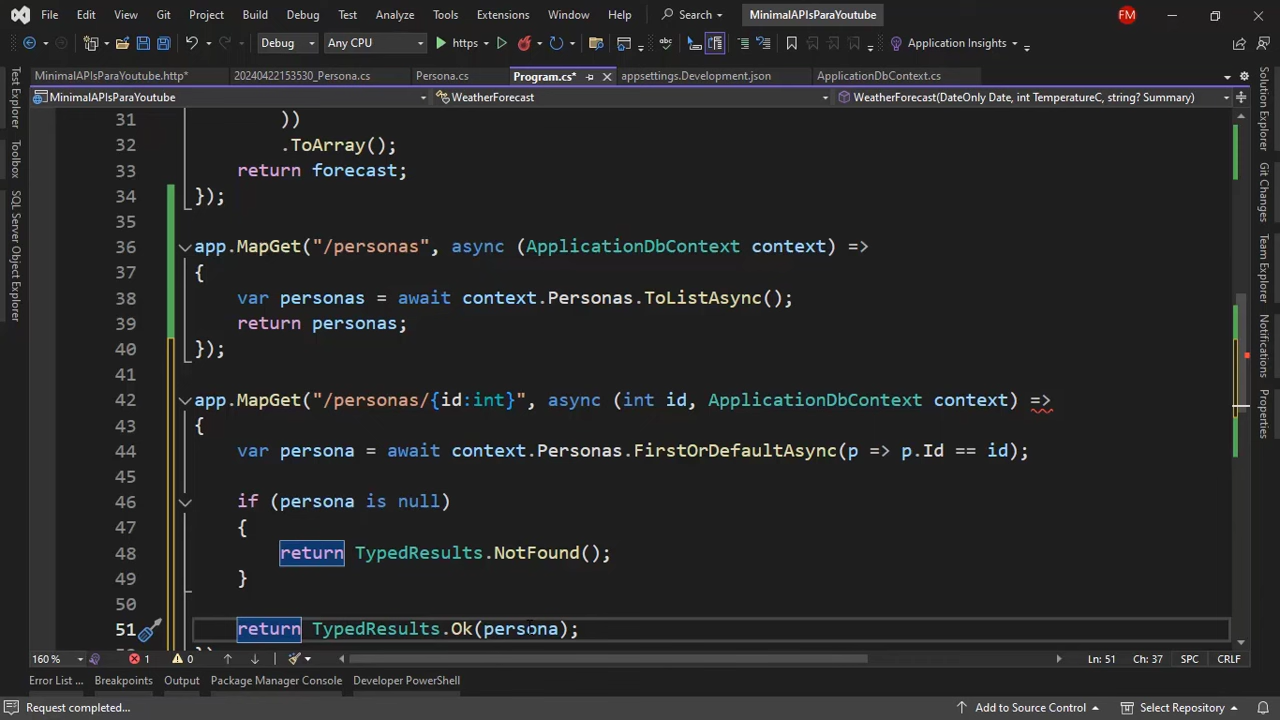 File Edit View Git Project Build Debug Test Analyze Tools Extensions Window Help Search MinimalAPIsParaYoutube FM
Debug Any CPU https Application Insights
MinimalAPIsParaYoutube.http* 20240422153530_Persona.cs Persona.cs Program.cs* appsettings.Development.json ApplicationDbContext.cs
MinimalAPIsParaYoutube WeatherForecast WeatherForecast(DateOnly Date, int TemperatureC, string? Summary)
Test Explorer
Toolbox
SQL Server Object Explorer
31 ))
32 .ToArray();
33 return forecast;
34 });
35
36 app.MapGet("/personas", async (ApplicationDbContext context) =>
37 {
38 var personas = await context.Personas.ToListAsync();
39 return personas;
40 });
41
42 app.MapGet("/personas/{id:int}", async (int id, ApplicationDbContext context) =>
43 {
44 var persona = await context.Personas.FirstOrDefaultAsync(p => p.Id == id);
45
46 if (persona is null)
47 {
48 return TypedResults.NotFound();
49 }
50
51 return TypedResults.Ok(persona);
Solution Explorer
Git Changes
Team Explorer
Notifications
Properties
160 % 1 0 Ln: 51 Ch: 37 SPC CRLF
Error List ... Breakpoints Output Package Manager Console Developer PowerShell
Request completed... Add to Source Control Select Repository